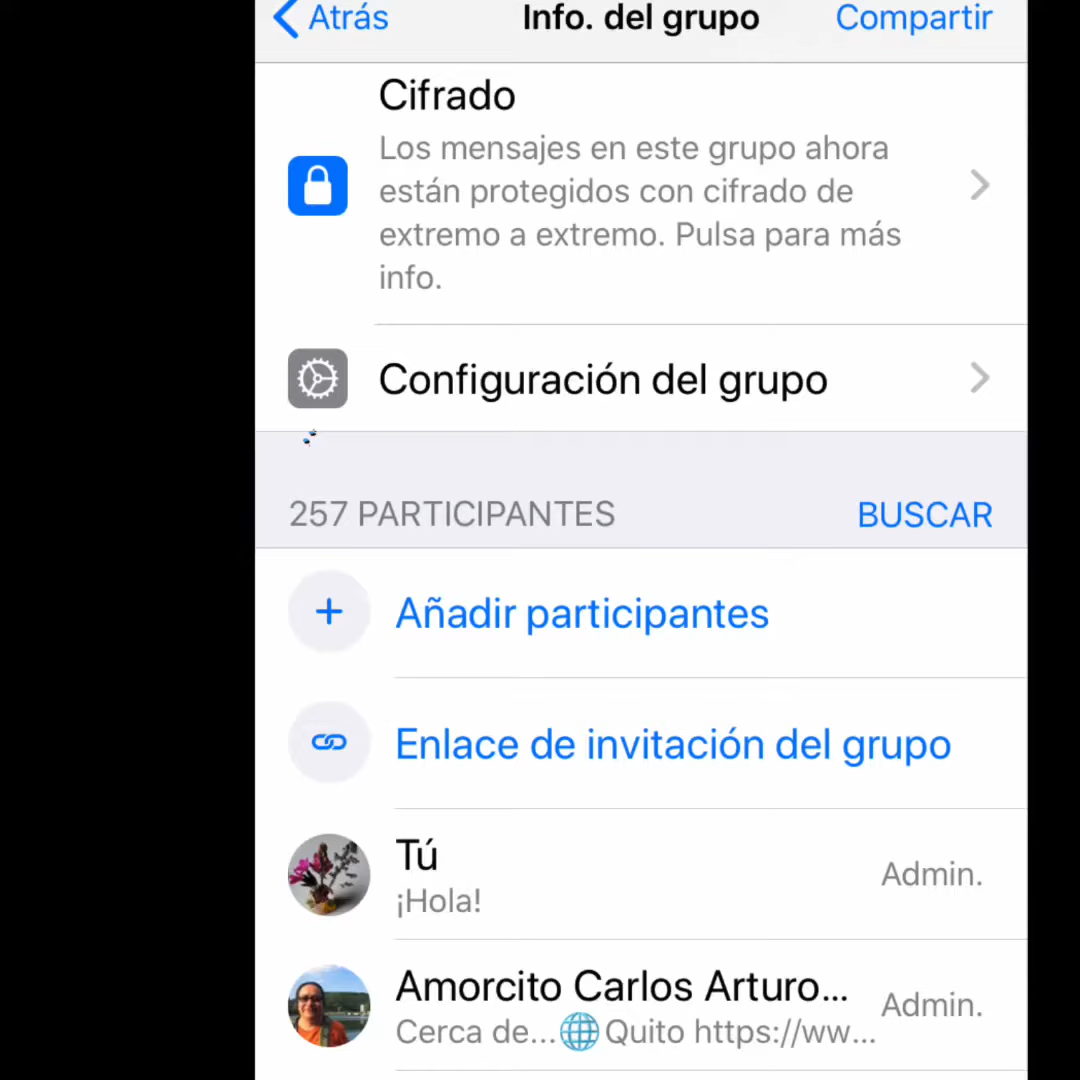 Atrás Info. del grupo Compartir
Cifrado
Los mensajes en este grupo ahora
están protegidos con cifrado de
extremo a extremo. Pulsa para más
info.
Configuración del grupo
257 PARTICIPANTES BUSCAR
Añadir participantes
Enlace de invitación del grupo
Tú
Admin.
¡Hola!
Amorcito Carlos Arturo...
Admin.
Cerca de...🌐Quito https://ww...